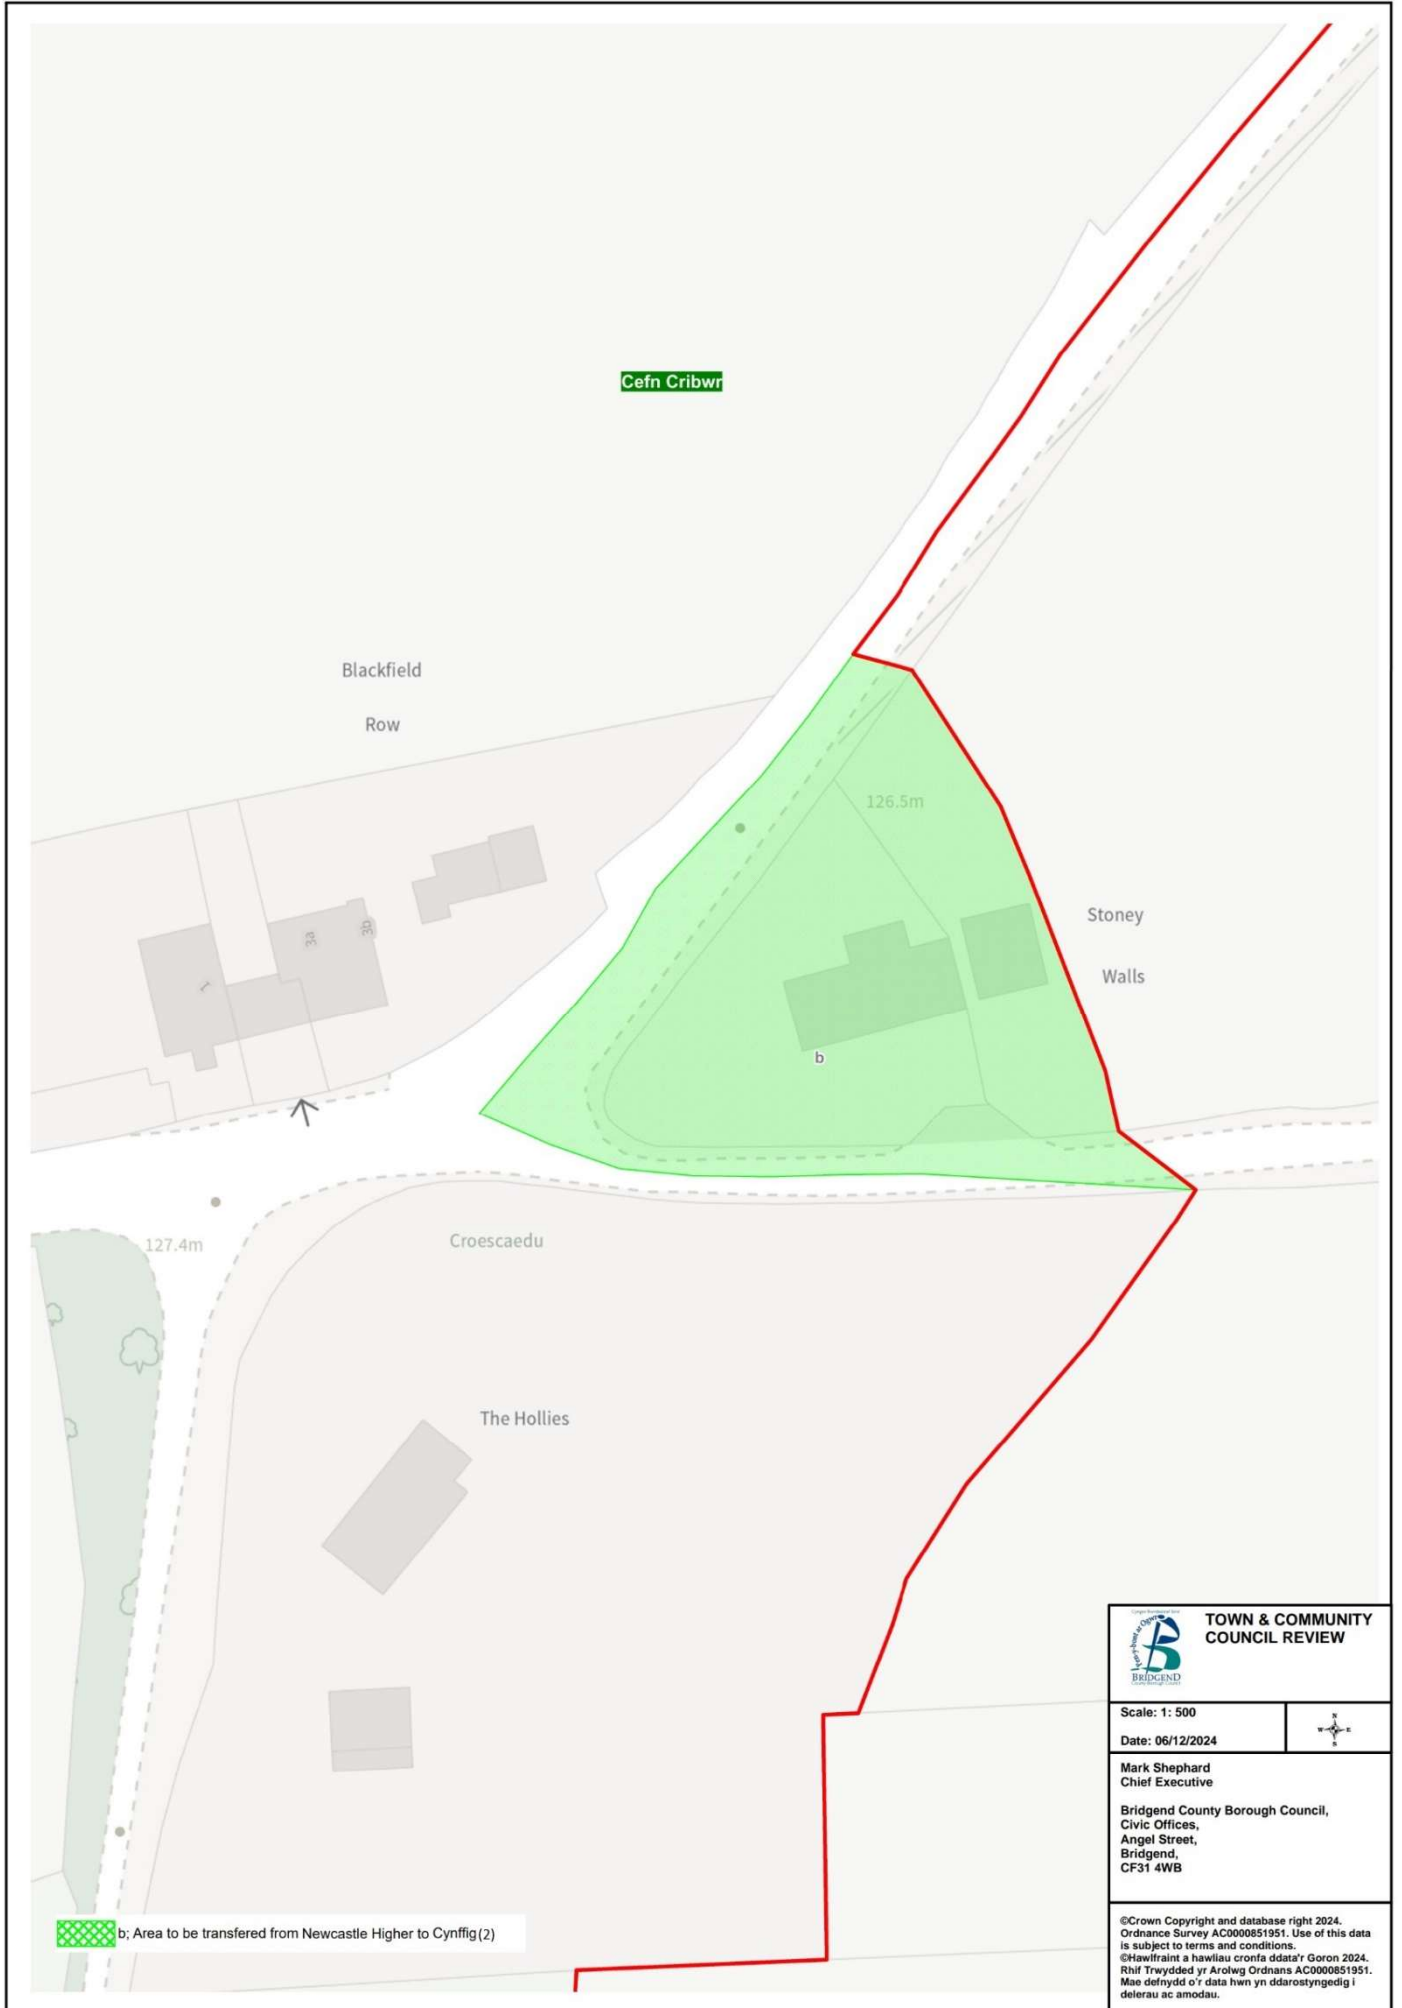 Cefn Cribwr
Blackfield
Row
126.5m
Stoney
Walls
3a
3b
1
b
127.4m
Croescaedu
The Hollies
b; Area to be transfered from Newcastle Higher to Cynffig(2)
BRIDGEND
County Borough Council
TOWN & COMMUNITY
COUNCIL REVIEW
Scale: 1: 500
Date: 06/12/2024
N
W E
S
Mark Shephard
Chief Executive
Bridgend County Borough Council,
Civic Offices,
Angel Street,
Bridgend,
CF31 4WB
©Crown Copyright and database right 2024.
Ordnance Survey AC0000851951. Use of this data
is subject to terms and conditions.
©Hawlfraint a hawliau cronfa ddata'r Goron 2024.
Rhif Trwydded yr Arolwg Ordnans AC0000851951.
Mae defnydd o'r data hwn yn ddarostyngedig i
delerau ac amodau.